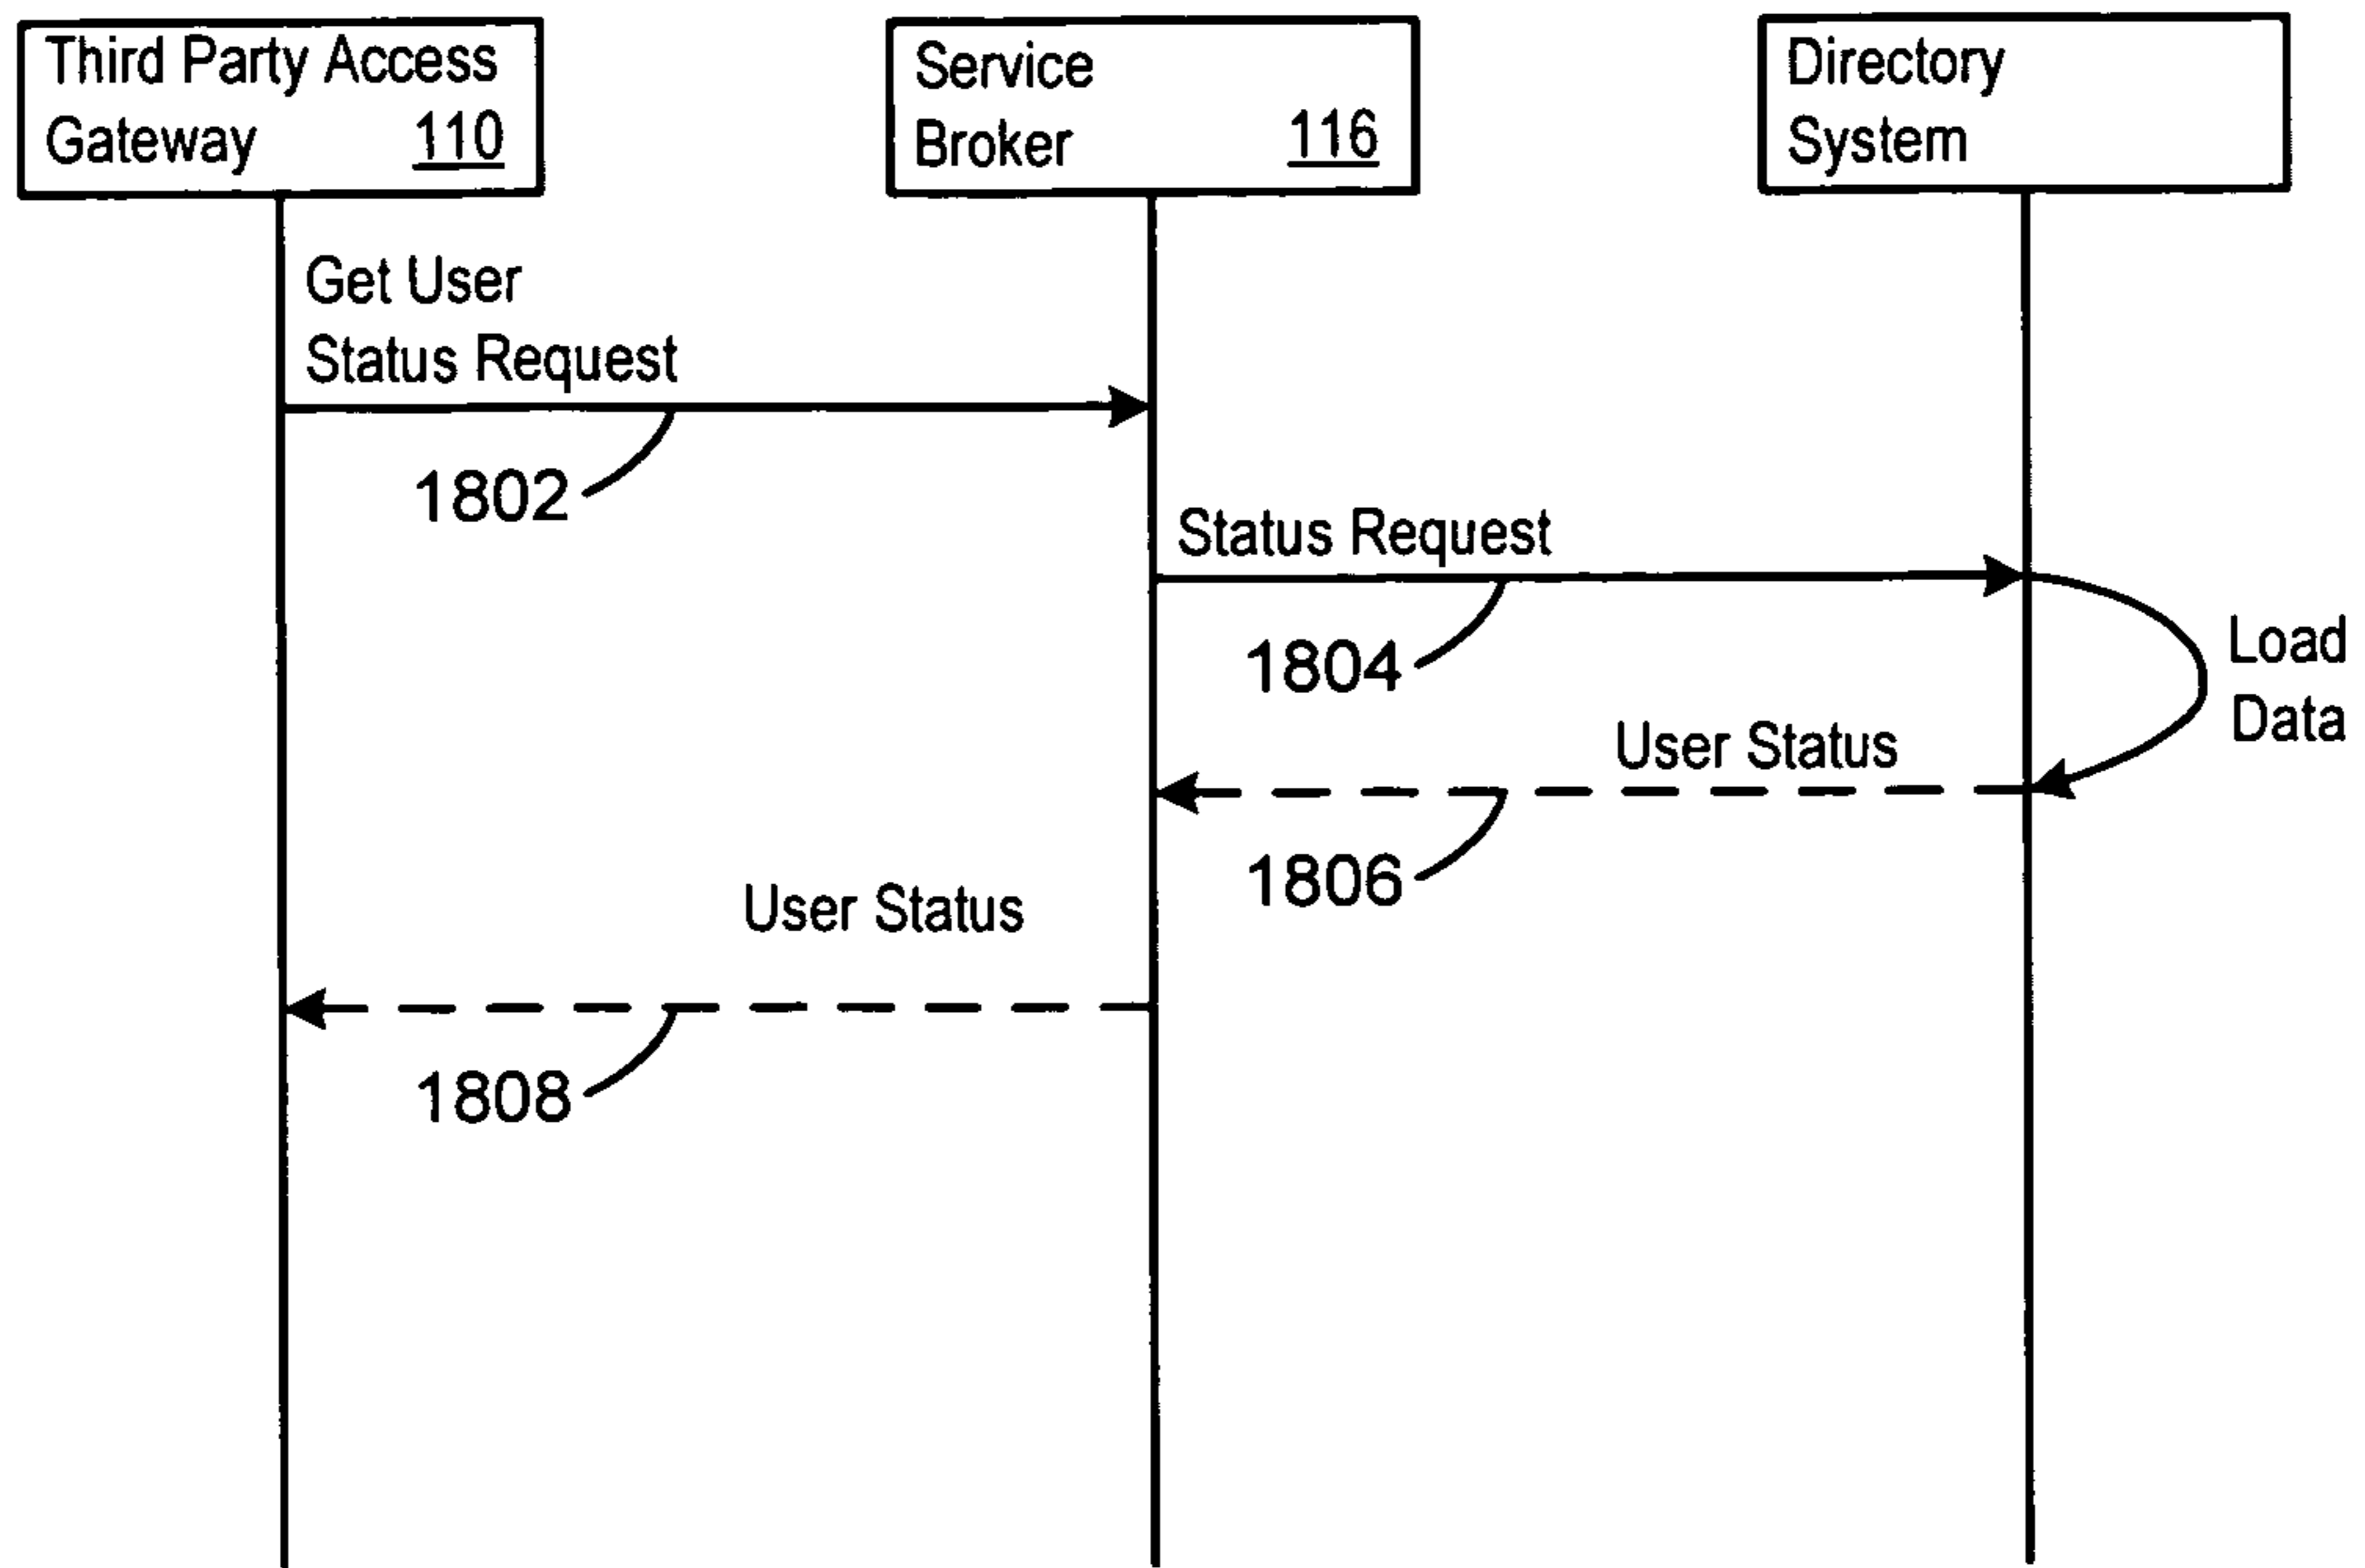 Third Party Access
Gateway 110
Service
Broker 116
Directory
System
Get User
Status Request
1802
Status Request
1804
Load
Data
User Status
1806
User Status
1808